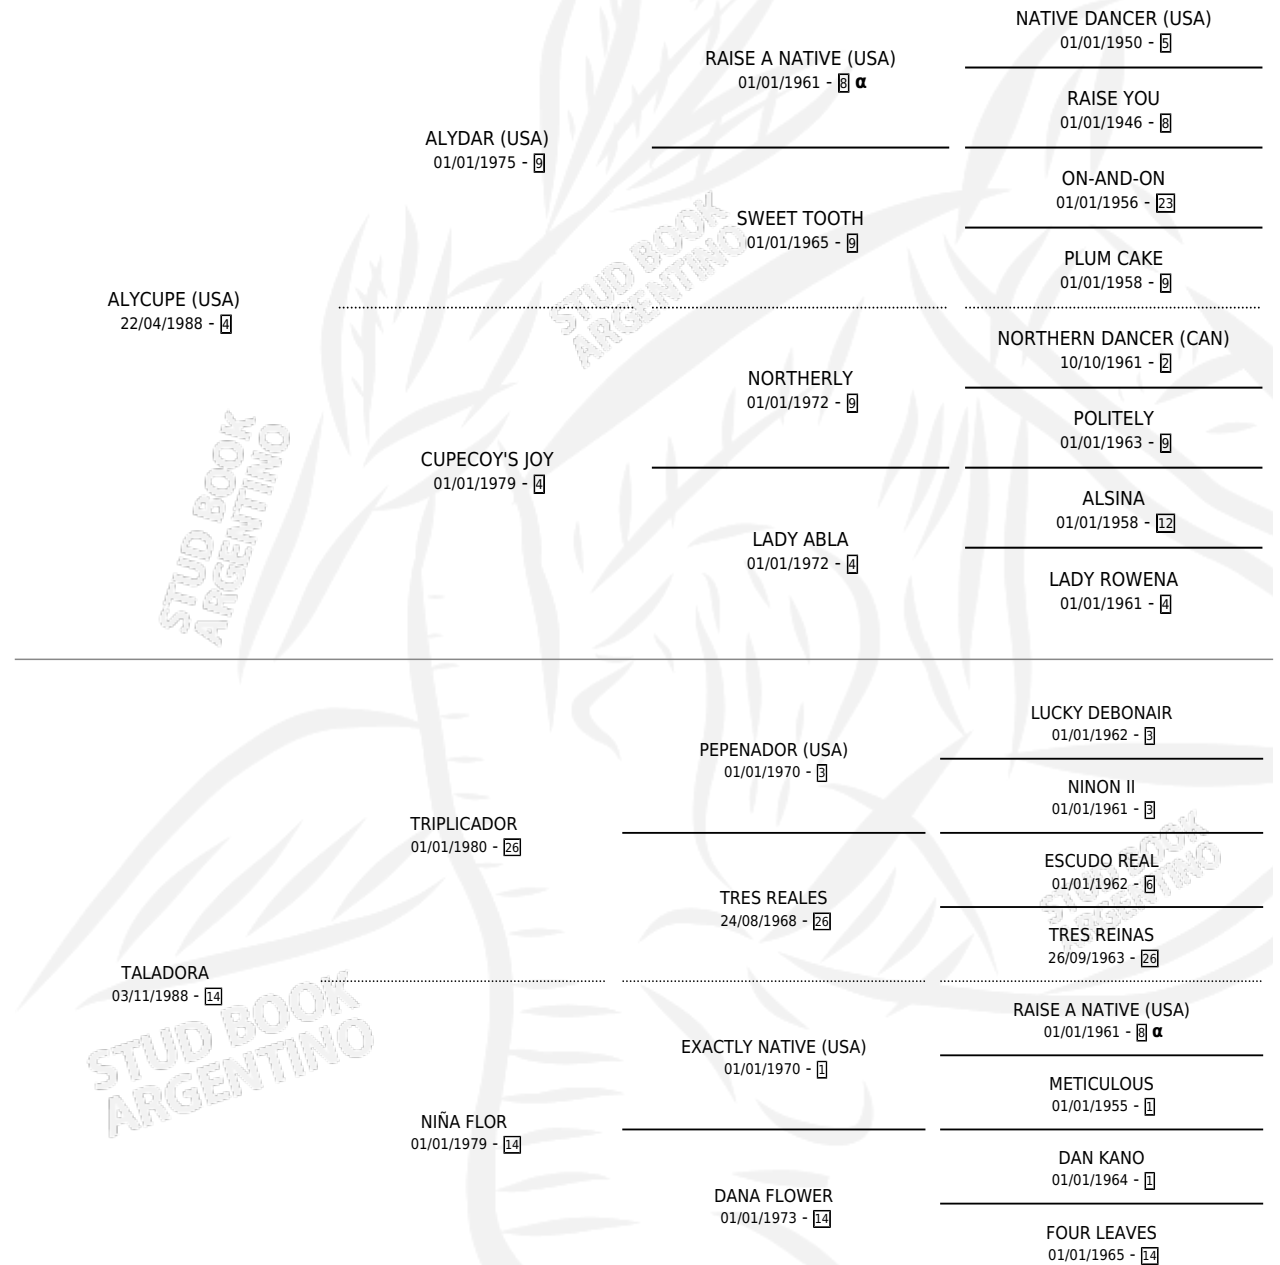 NATIVE DANCER (USA)
01/01/1950 - 5
RAISE A NATIVE (USA)
01/01/1961 - 8 α
RAISE YOU
01/01/1946 - 8
ALYDAR (USA)
01/01/1975 - 9
ON-AND-ON
01/01/1956 - 23
SWEET TOOTH
01/01/1965 - 9
PLUM CAKE
01/01/1958 - 9
ALYCUPE (USA)
22/04/1988 - 4
NORTHERN DANCER (CAN)
10/10/1961 - 2
NORTHERLY
01/01/1972 - 9
POLITELY
01/01/1963 - 9
CUPECOY'S JOY
01/01/1979 - 4
ALSINA
01/01/1958 - 12
LADY ABLA
01/01/1972 - 4
LADY ROWENA
01/01/1961 - 4
STUD BOOK
ARGENTINO
STUD BOOK
ARGENTINO
LUCKY DEBONAIR
01/01/1962 - 3
PEPENADOR (USA)
01/01/1970 - 3
NINON II
01/01/1961 - 3
TRIPLICADOR
01/01/1980 - 26
ESCUDO REAL
01/01/1962 - 6
TRES REALES
24/08/1968 - 26
TRES REINAS
26/09/1963 - 26
TALADORA
03/11/1988 - 14
RAISE A NATIVE (USA)
01/01/1961 - 8 α
EXACTLY NATIVE (USA)
01/01/1970 - 1
METICULOUS
01/01/1955 - 1
NIÑA FLOR
01/01/1979 - 14
DAN KANO
01/01/1964 - 1
DANA FLOWER
01/01/1973 - 14
FOUR LEAVES
01/01/1965 - 14
STUD BOOK
ARGENTINO
STUD BOOK
ARGENTINO